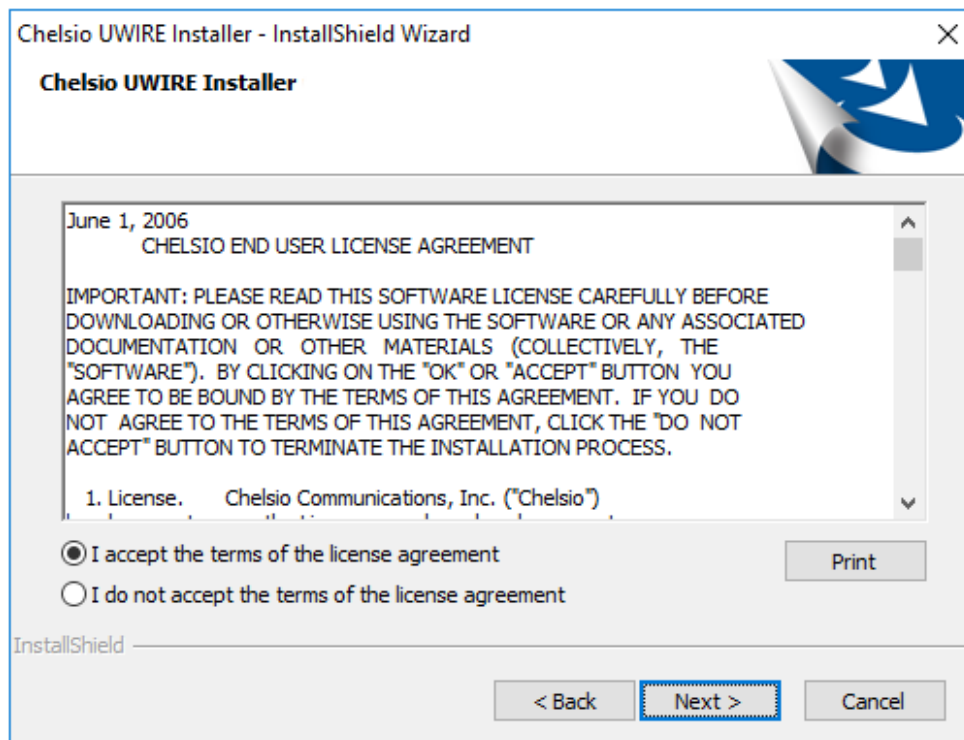 Chelsio UWIRE Installer - InstallShield Wizard
Chelsio UWIRE Installer
June 1, 2006
CHELSIO END USER LICENSE AGREEMENT
IMPORTANT: PLEASE READ THIS SOFTWARE LICENSE CAREFULLY BEFORE
DOWNLOADING OR OTHERWISE USING THE SOFTWARE OR ANY ASSOCIATED
DOCUMENTATION OR OTHER MATERIALS (COLLECTIVELY, THE
"SOFTWARE"). BY CLICKING ON THE "OK" OR "ACCEPT" BUTTON YOU
AGREE TO BE BOUND BY THE TERMS OF THIS AGREEMENT. IF YOU DO
NOT AGREE TO THE TERMS OF THIS AGREEMENT, CLICK THE "DO NOT
ACCEPT" BUTTON TO TERMINATE THE INSTALLATION PROCESS.
1. License. Chelsio Communications, Inc. ("Chelsio")
I accept the terms of the license agreement
Print
I do not accept the terms of the license agreement
InstallShield
< Back
Next >
Cancel